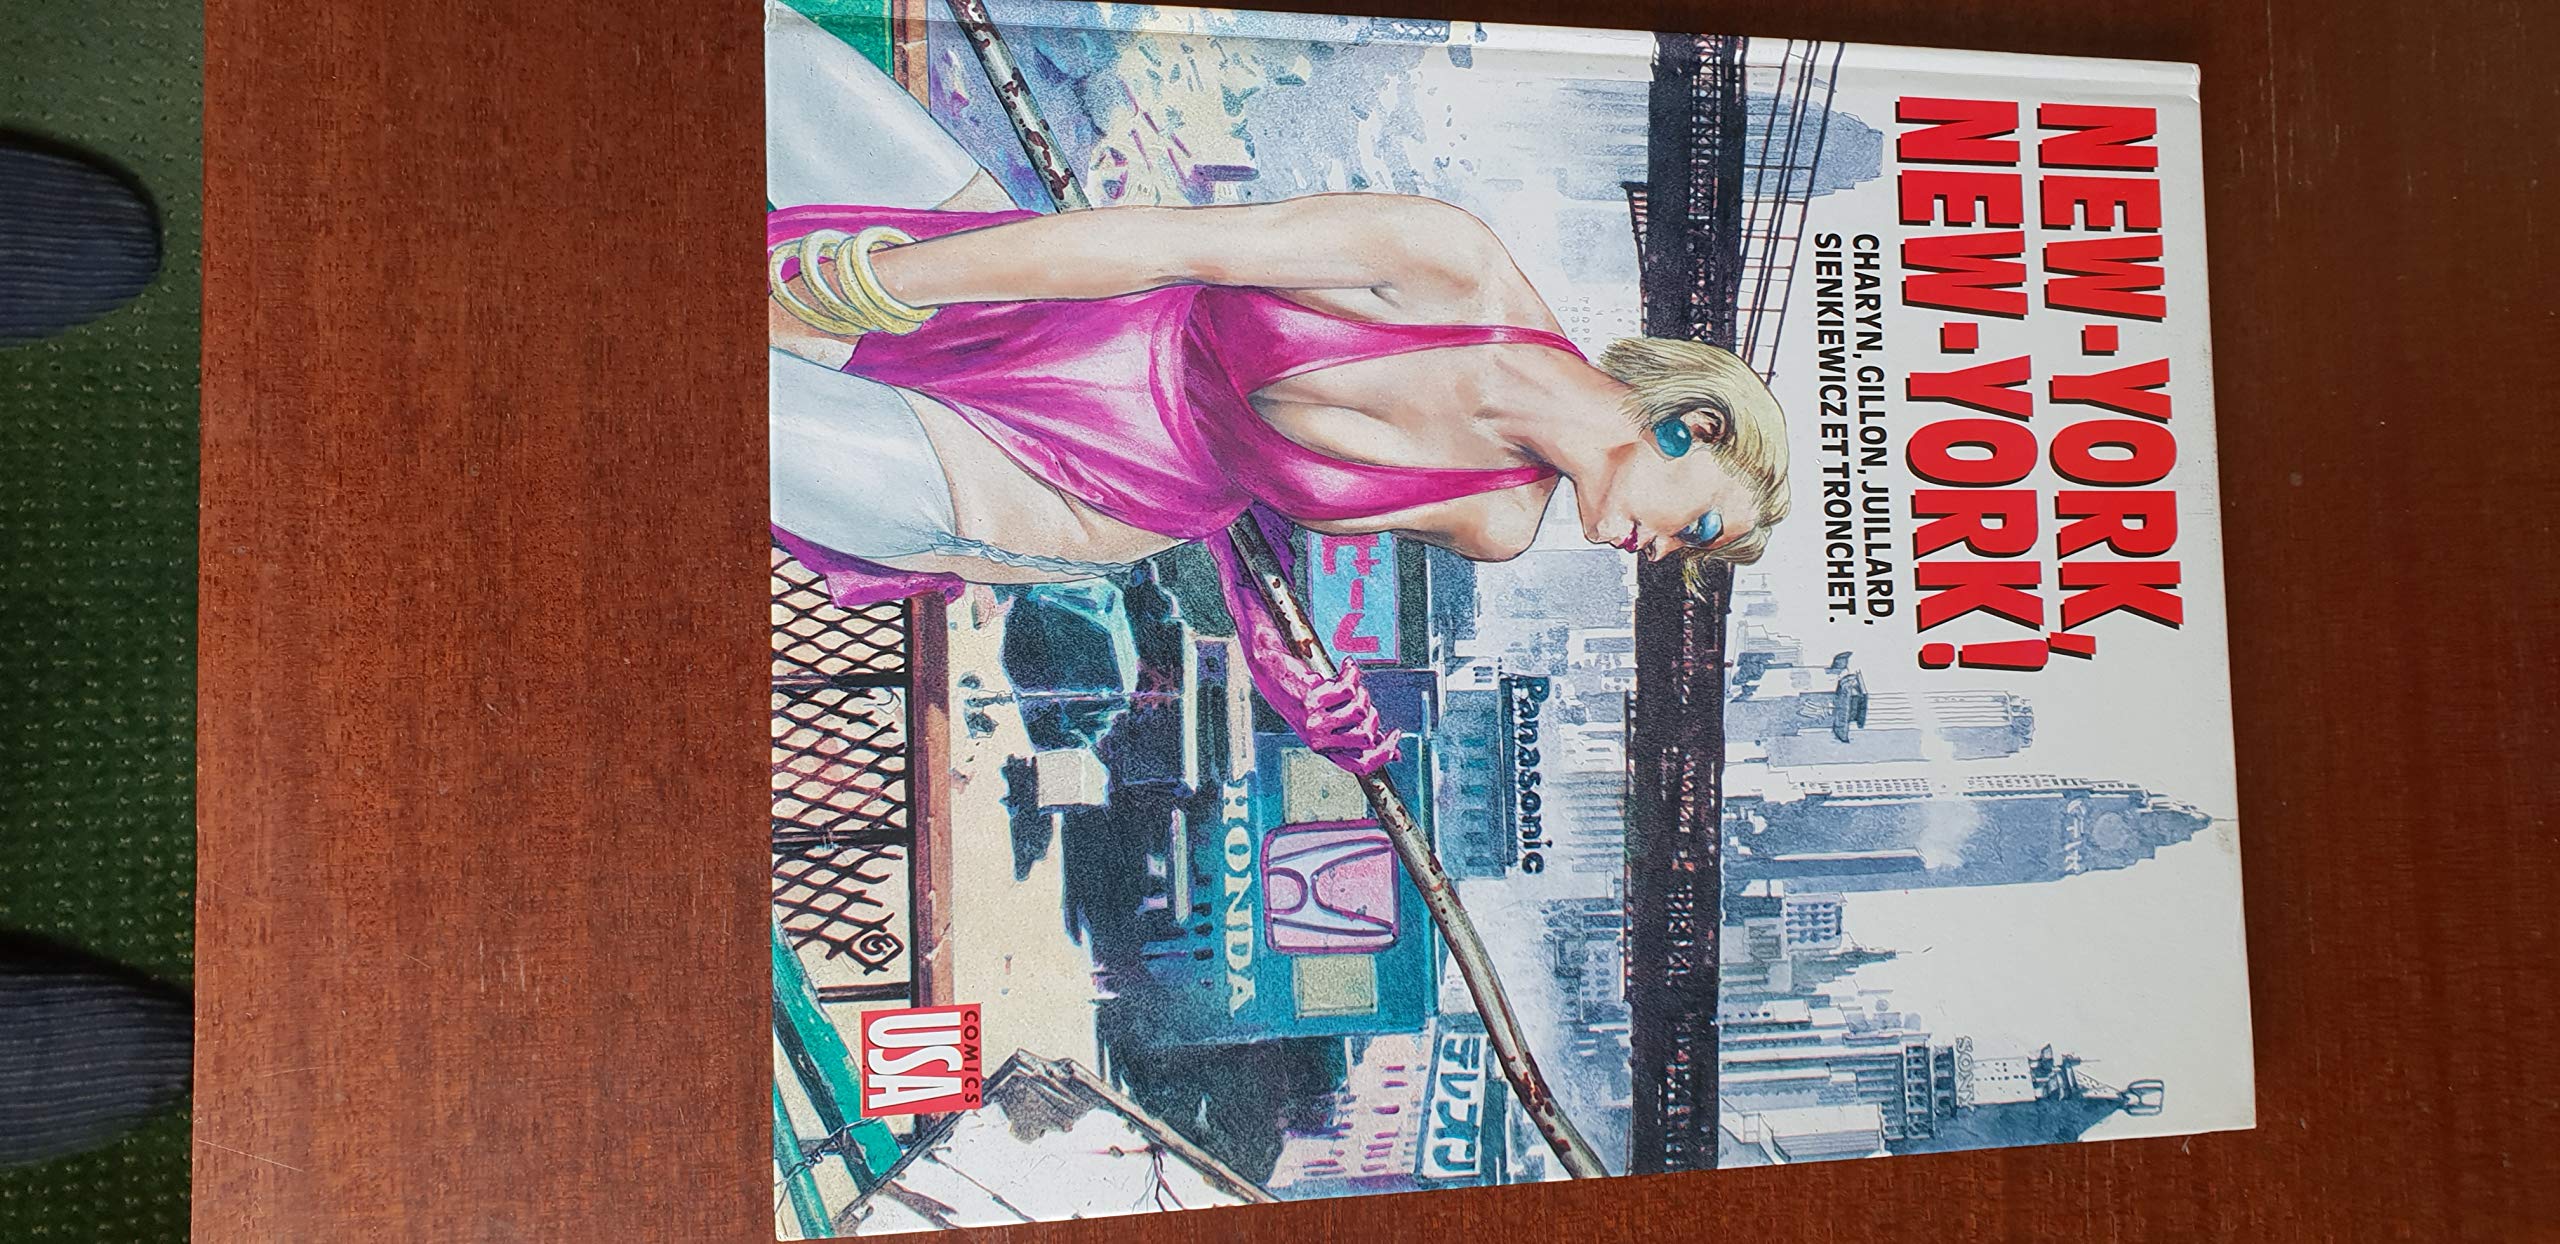 NEW-YORK,
NEW-YORK!
CHARYN, GILLON, JUILLARD,
SIENKIEWICZ ET TRONCHET.
SONY
Panasonic
HONDA
COMICS
USA